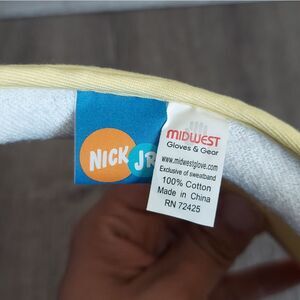 NICK JR
MIDWEST
Gloves & Gear
www.midwestglove.com
Exclusive of sweatband
100% Cotton
Made in China
RN 72425